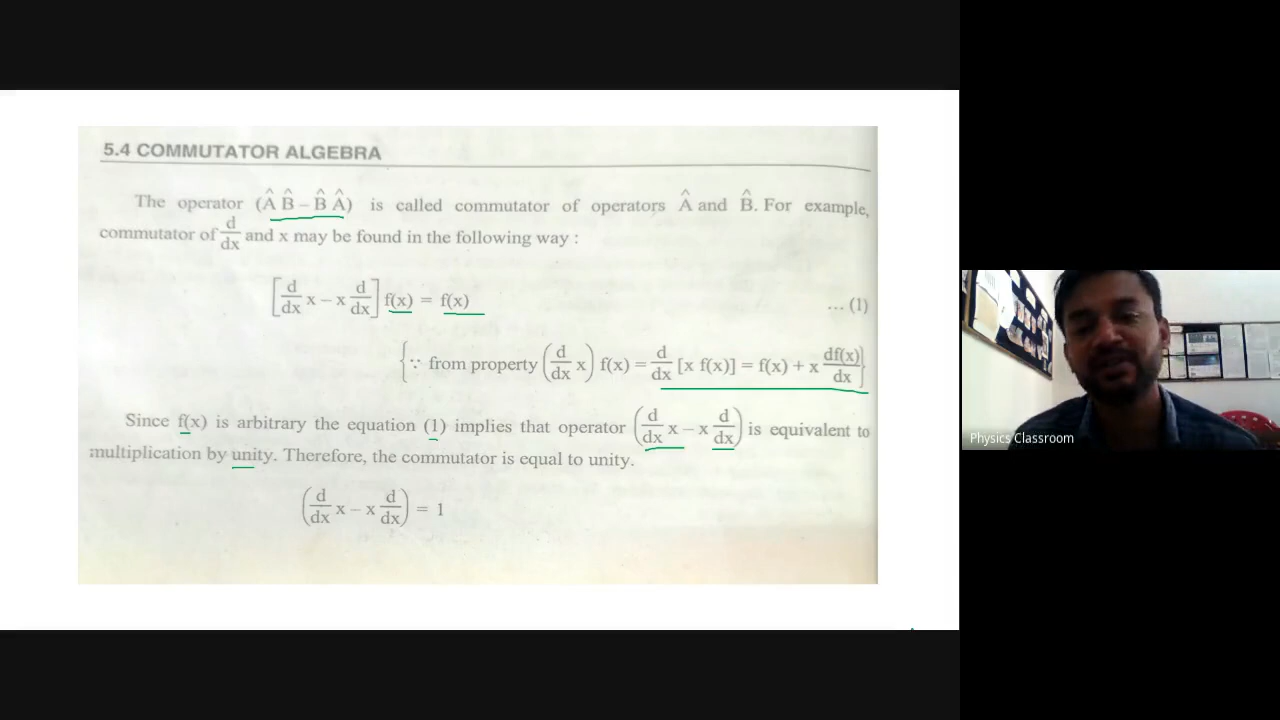 5.4 COMMUTATOR ALGEBRA
The operator (Â B̂ – B̂ Â) is called commutator of operators Â and B̂. For example,
commutator of d/dx and x may be found in the following way :
[d/dx x – x d/dx] f(x) = f(x) ... (1)
{∵ from property (d/dx x) f(x) = d/dx [x f(x)] = f(x) + x df(x)/dx}
Since f(x) is arbitrary the equation (1) implies that operator (d/dx x – x d/dx) is equivalent to
multiplication by unity. Therefore, the commutator is equal to unity.
(d/dx x – x d/dx) = 1
Physics Classroom